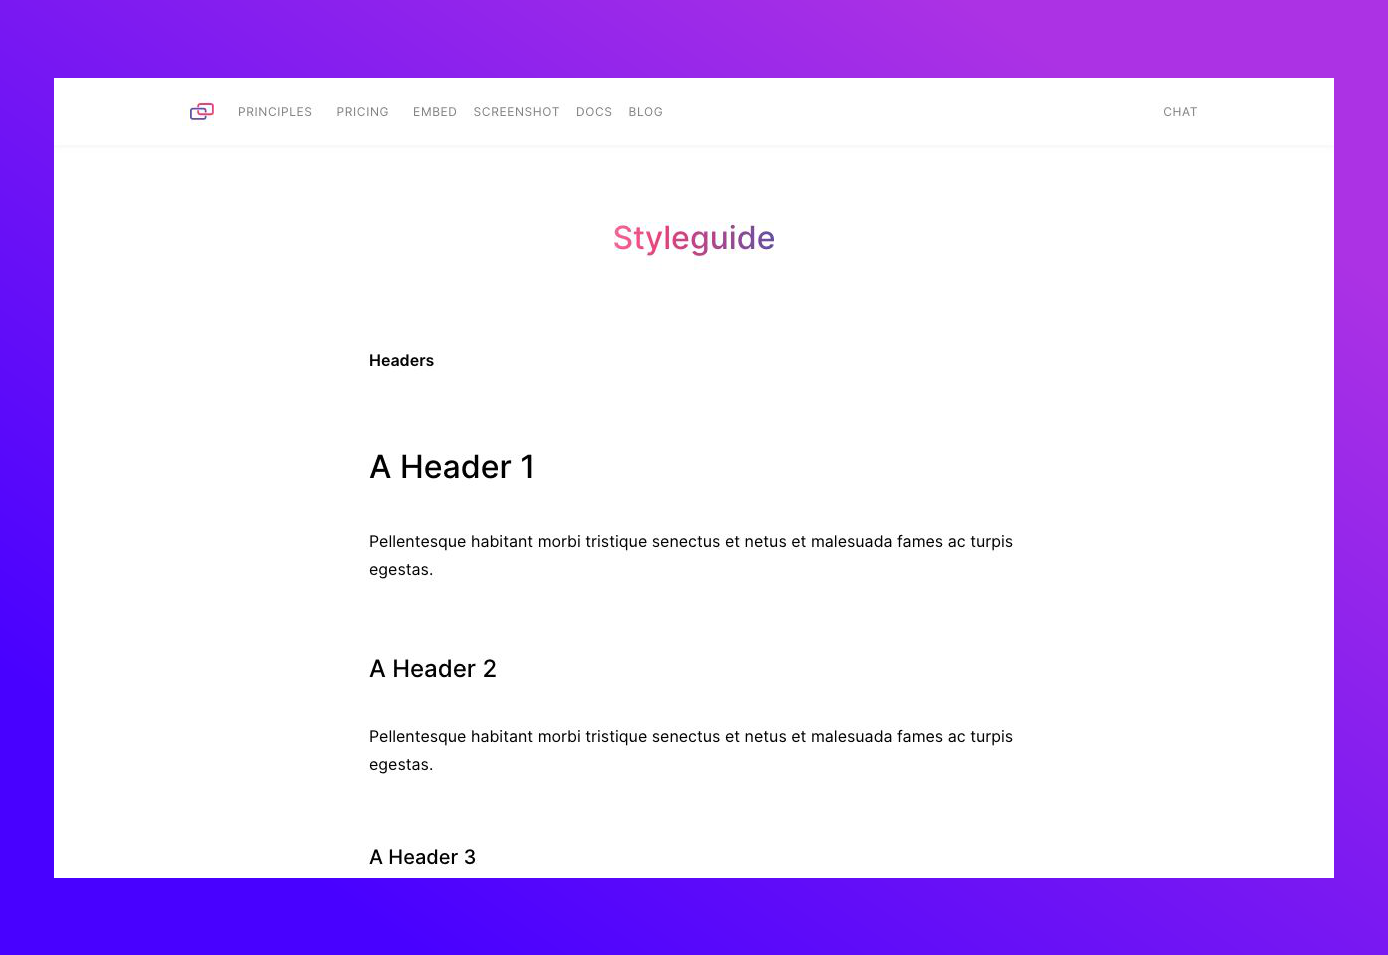 PRINCIPLES PRICING EMBED SCREENSHOT DOCS BLOG CHAT
Styleguide
Headers
A Header 1
Pellentesque habitant morbi tristique senectus et netus et malesuada fames ac turpis
egestas.
A Header 2
Pellentesque habitant morbi tristique senectus et netus et malesuada fames ac turpis
egestas.
A Header 3